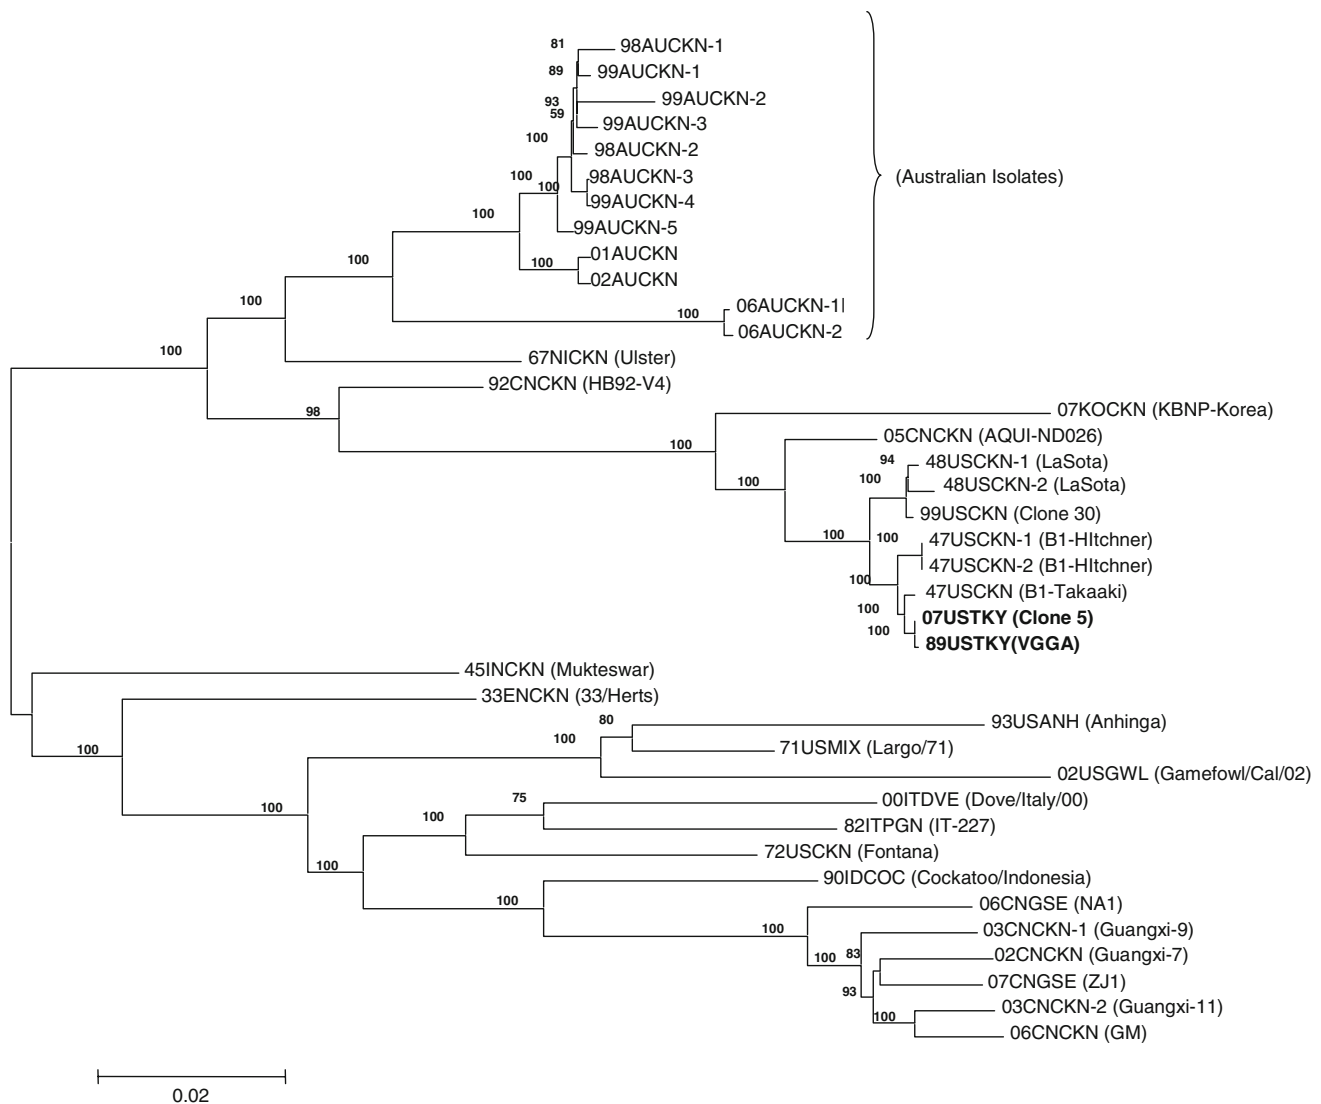 81
98AUCKN-1
89
99AUCKN-1
93
99AUCKN-2
59
99AUCKN-3
100
98AUCKN-2
100
98AUCKN-3
(Australian Isolates)
100
99AUCKN-4
100
99AUCKN-5
01AUCKN
100
100
02AUCKN
100
06AUCKN-1|
100
06AUCKN-2
100
67NICKN (Ulster)
92CNCKN (HB92-V4)
98
07KOCKN (KBNP-Korea)
100
05CNCKN (AQUI-ND026)
94
48USCKN-1 (LaSota)
100
100
48USCKN-2 (LaSota)
99USCKN (Clone 30)
100
100
47USCKN-1 (B1-HItchner)
47USCKN-2 (B1-HItchner)
100
47USCKN (B1-Takaaki)
100
07USTKY (Clone 5)
100
89USTKY(VGGA)
45INCKN (Mukteswar)
33ENCKN (33/Herts)
80
93USANH (Anhinga)
100
100
71USMIX (Largo/71)
02USGWL (Gamefowl/Cal/02)
75
00ITDVE (Dove/Italy/00)
100
100
82ITPGN (IT-227)
72USCKN (Fontana)
100
90IDCOC (Cockatoo/Indonesia)
100
06CNGSE (NA1)
100
03CNCKN-1 (Guangxi-9)
100
83
02CNCKN (Guangxi-7)
07CNGSE (ZJ1)
93
03CNCKN-2 (Guangxi-11)
100
06CNCKN (GM)
0.02